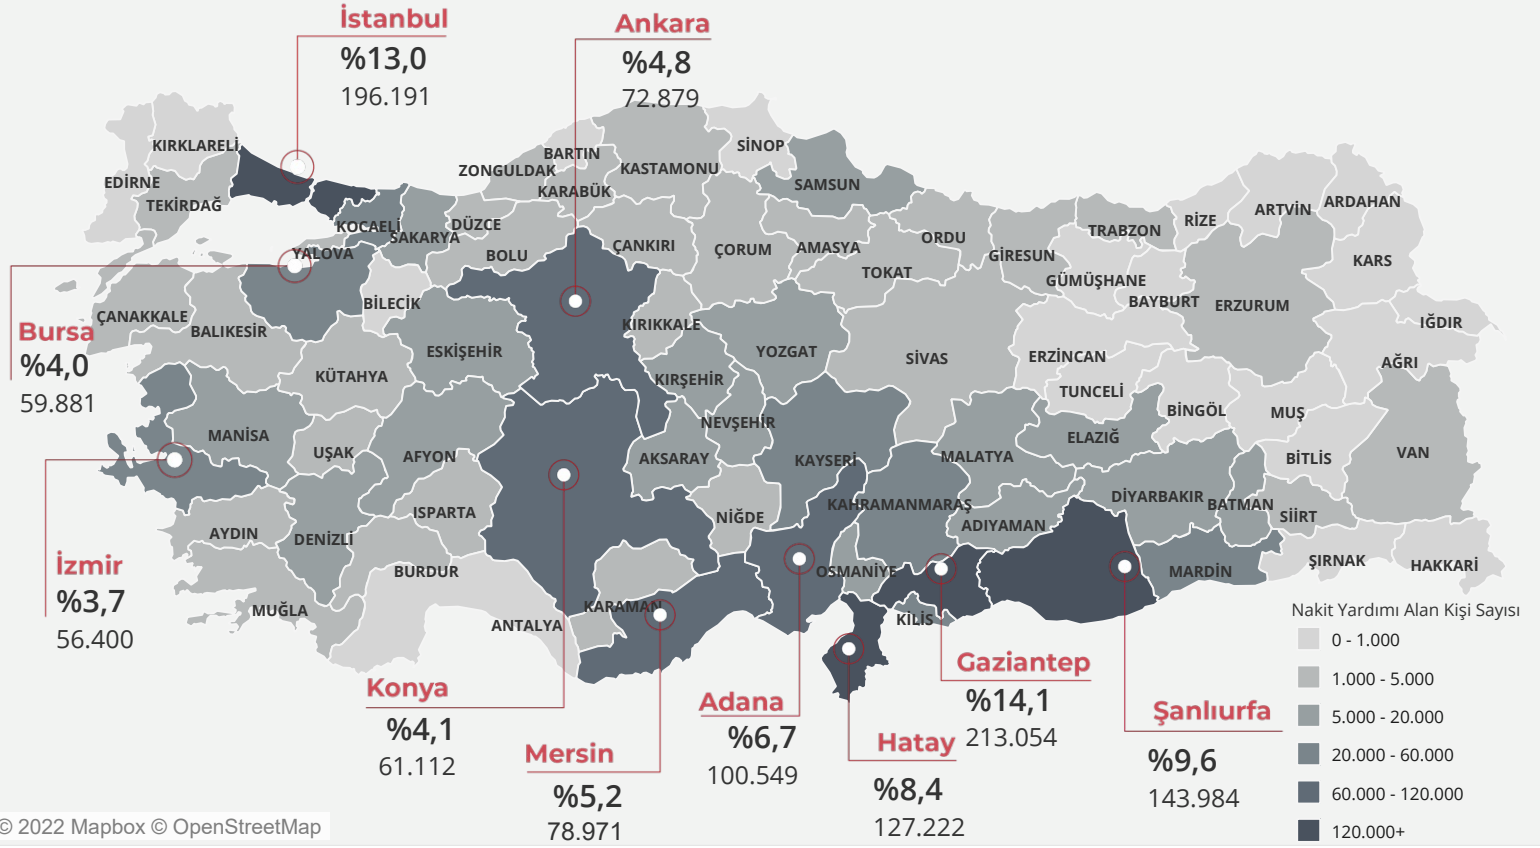 İstanbul
%13,0
196.191
Ankara
%4,8
72.879
KIRKLARELİ
EDİRNE
TEKİRDAĞ
BARTIN
ZONGULDAK
KARABÜK
KASTAMONU
SİNOP
SAMSUN
KOCAELİ
SAKARYA
DÜZCE
BOLU
YALOVA
ÇANKIRI
ÇORUM
AMASYA
TOKAT
ORDU
GİRESUN
TRABZON
RİZE
ARTVİN
ARDAHAN
KARS
GÜMÜŞHANE
BAYBURT
ERZURUM
IĞDIR
AĞRI
ÇANAKKALE
BALIKESİR
BİLECİK
KÜTAHYA
ESKİŞEHİR
KIRIKKALE
KIRŞEHİR
YOZGAT
SİVAS
ERZİNCAN
TUNCELİ
BİNGÖL
MUŞ
BİTLİS
VAN
Bursa
%4,0
59.881
MANİSA
UŞAK
AFYON
AKSARAY
NEVŞEHİR
KAYSERİ
MALATYA
ELAZIĞ
DİYARBAKIR
BATMAN
SİİRT
ŞIRNAK
HAKKARİ
İzmir
%3,7
56.400
AYDIN
DENİZLİ
ISPARTA
BURDUR
MUĞLA
ANTALYA
KARAMAN
NİĞDE
KAHRAMANMARAŞ
ADIYAMAN
OSMANİYE
KİLİS
MARDİN
Konya
%4,1
61.112
Mersin
%5,2
78.971
Adana
%6,7
100.549
Hatay
%8,4
127.222
Gaziantep
%14,1
213.054
Şanlıurfa
%9,6
143.984
Nakit Yardımı Alan Kişi Sayısı
0 - 1.000
1.000 - 5.000
5.000 - 20.000
20.000 - 60.000
60.000 - 120.000
120.000+
© 2022 Mapbox © OpenStreetMap